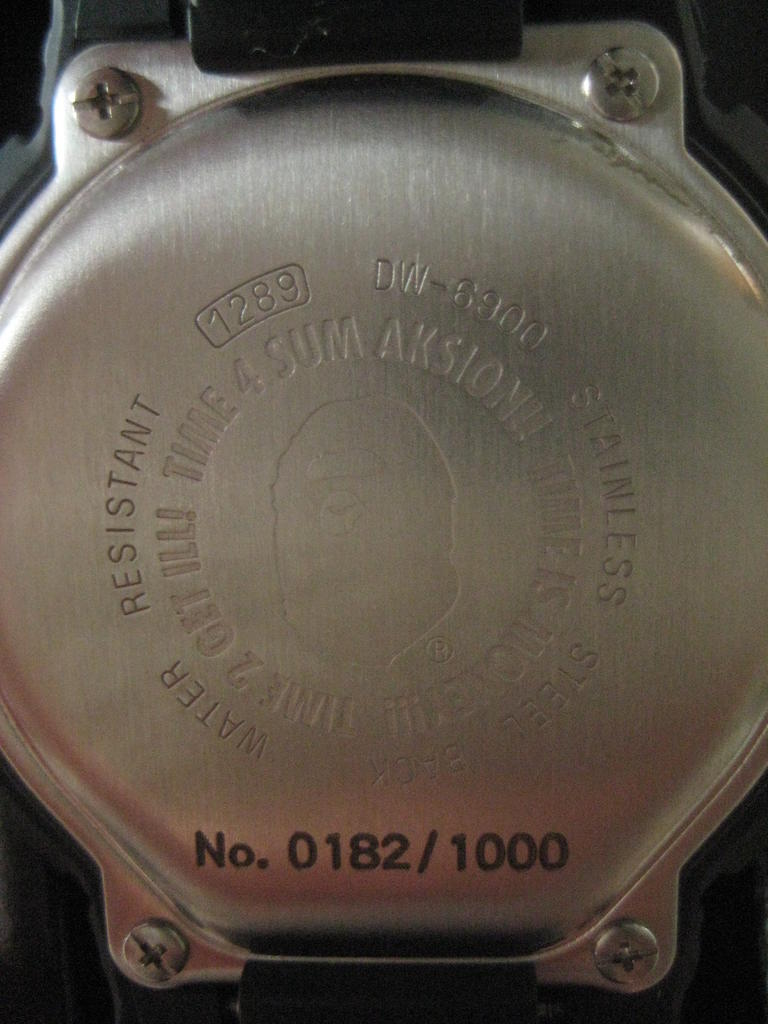 1289 DW-6900
STAINLESS STEEL BACK
WATER RESISTANT
TIME 4 SUM AKSION!! TIME IS MONEY!!! TIME 2 GET ILL!
®
No. 0182/1000